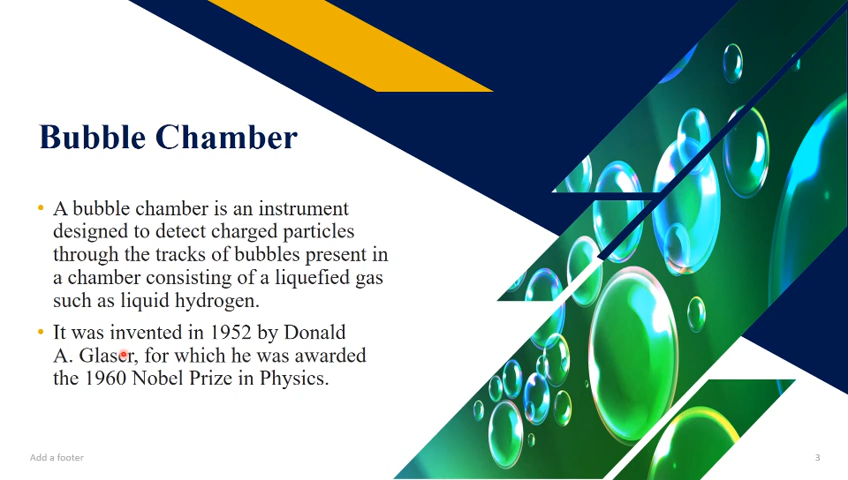 Bubble Chamber
• A bubble chamber is an instrument
designed to detect charged particles
through the tracks of bubbles present in
a chamber consisting of a liquefied gas
such as liquid hydrogen.
• It was invented in 1952 by Donald
A. Glaser, for which he was awarded
the 1960 Nobel Prize in Physics.
Add a footer
3